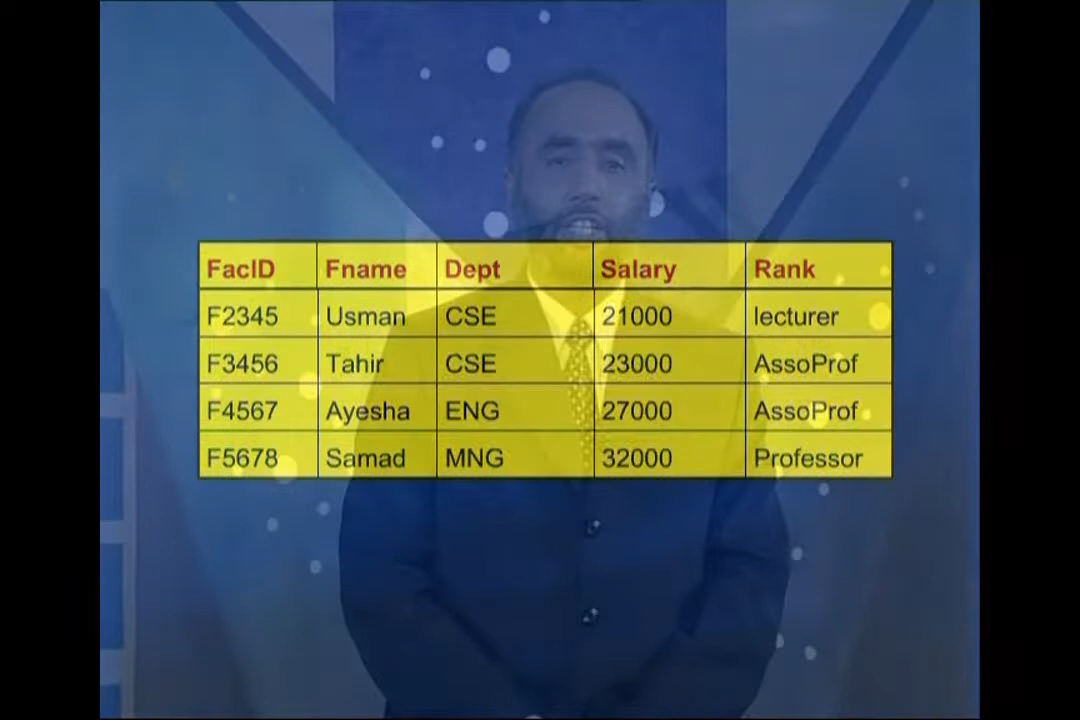 FacID Fname Dept Salary Rank
F2345 Usman CSE 21000 lecturer
F3456 Tahir CSE 23000 AssoProf
F4567 Ayesha ENG 27000 AssoProf
F5678 Samad MNG 32000 Professor